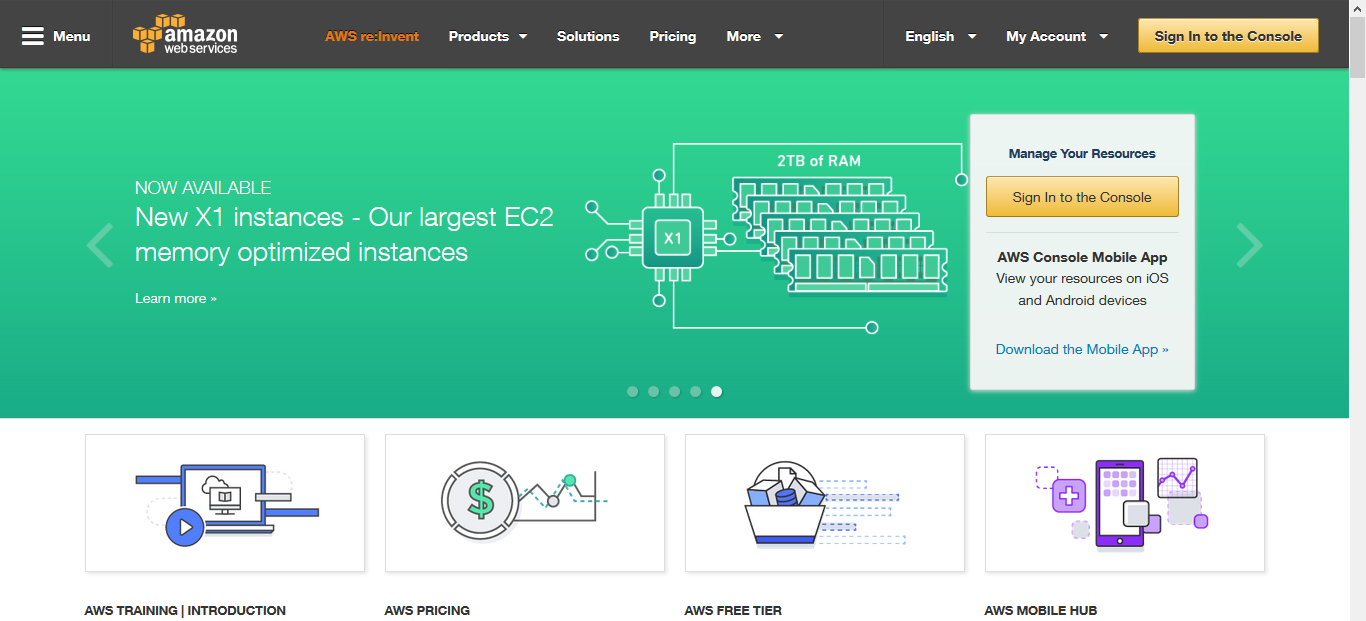 Menu
amazon
webservices
AWS re:Invent
Products
Solutions
Pricing
More
English
My Account
Sign In to the Console
NOW AVAILABLE
New X1 instances - Our largest EC2
memory optimized instances
Learn more »
2TB of RAM
X1
Manage Your Resources
Sign In to the Console
AWS Console Mobile App
View your resources on iOS
and Android devices
Download the Mobile App »
AWS TRAINING | INTRODUCTION
AWS PRICING
AWS FREE TIER
AWS MOBILE HUB